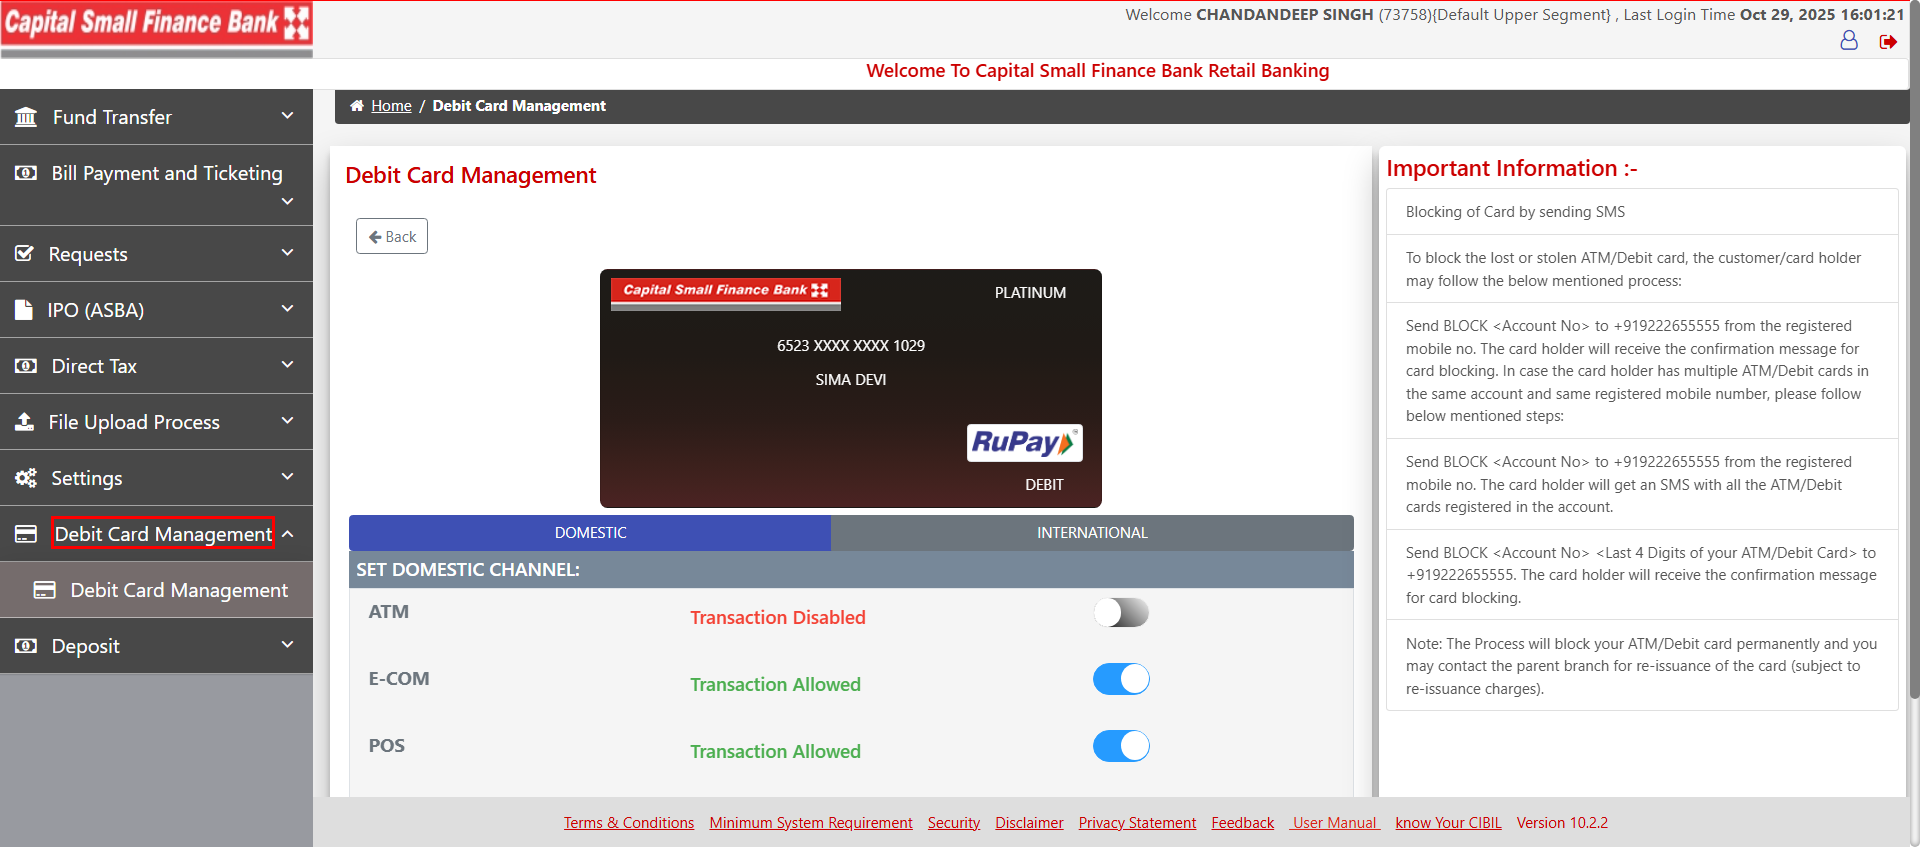 Capital Small Finance Bank
Welcome CHANDANDEEP SINGH (73758){Default Upper Segment} , Last Login Time Oct 29, 2025 16:01:21
Welcome To Capital Small Finance Bank Retail Banking
Fund Transfer
Bill Payment and Ticketing
Requests
IPO (ASBA)
Direct Tax
File Upload Process
Settings
Debit Card Management
Debit Card Management
Deposit
Home / Debit Card Management
Debit Card Management
Back
Capital Small Finance Bank
PLATINUM
6523 XXXX XXXX 1029
SIMA DEVI
RuPay
DEBIT
DOMESTIC
INTERNATIONAL
SET DOMESTIC CHANNEL:
ATM Transaction Disabled
E-COM Transaction Allowed
POS Transaction Allowed
Important Information :-
Blocking of Card by sending SMS
To block the lost or stolen ATM/Debit card, the customer/card holder
may follow the below mentioned process:
Send BLOCK <Account No> to +919222655555 from the registered
mobile no. The card holder will receive the confirmation message for
card blocking. In case the card holder has multiple ATM/Debit cards in
the same account and same registered mobile number, please follow
below mentioned steps:
Send BLOCK <Account No> to +919222655555 from the registered
mobile no. The card holder will get an SMS with all the ATM/Debit
cards registered in the account.
Send BLOCK <Account No> <Last 4 Digits of your ATM/Debit Card> to
+919222655555. The card holder will receive the confirmation message
for card blocking.
Note: The Process will block your ATM/Debit card permanently and you
may contact the parent branch for re-issuance of the card (subject to
re-issuance charges).
Terms & Conditions Minimum System Requirement Security Disclaimer Privacy Statement Feedback User Manual know Your CIBIL Version 10.2.2